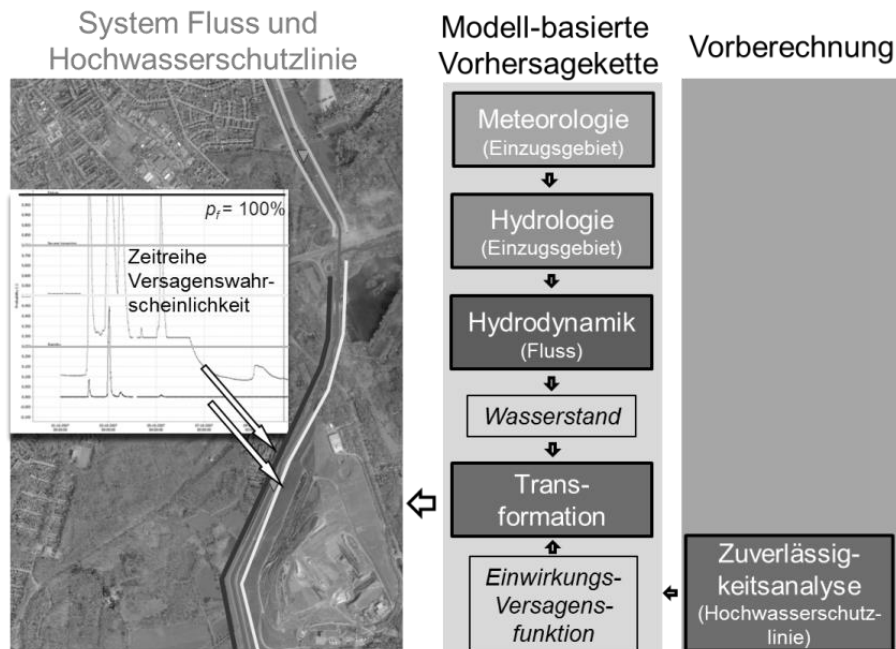 System Fluss und
Hochwasserschutzlinie
Modell-basierte
Vorhersagekette
Vorberechnung
p_f = 100%
Zeitreihe
Versagenswahr-
scheinlichkeit
Meteorologie
(Einzugsgebiet)
Hydrologie
(Einzugsgebiet)
Hydrodynamik
(Fluss)
Wasserstand
Trans-
formation
Einwirkungs-
Versagens-
funktion
Zuverlässig-
keitsanalyse
(Hochwasserschutz-
linie)